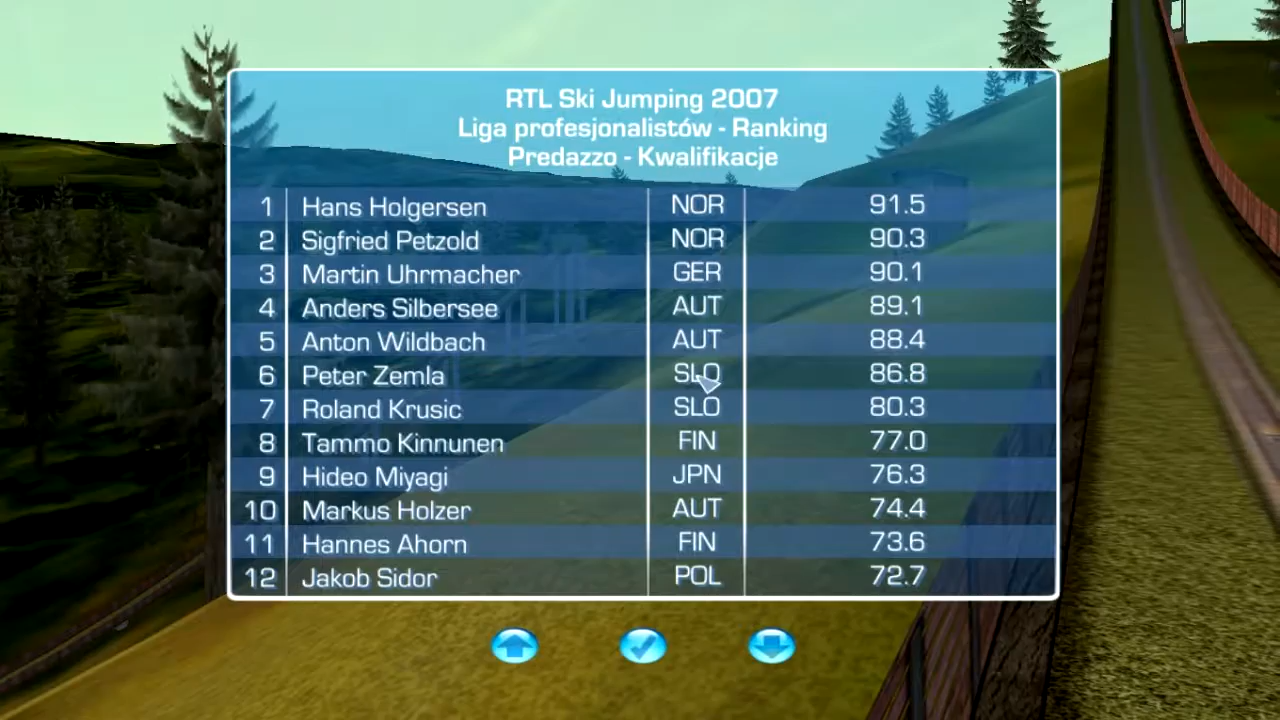 RTL Ski Jumping 2007
Liga profesjonalistów - Ranking
Predazzo - Kwalifikacje
1 Hans Holgersen NOR 91.5
2 Sigfried Petzold NOR 90.3
3 Martin Uhrmacher GER 90.1
4 Anders Silbersee AUT 89.1
5 Anton Wildbach AUT 88.4
6 Peter Zemla SLO 86.8
7 Roland Krusic SLO 80.3
8 Tammo Kinnunen FIN 77.0
9 Hideo Miyagi JPN 76.3
10 Markus Holzer AUT 74.4
11 Hannes Ahorn FIN 73.6
12 Jakob Sidor POL 72.7